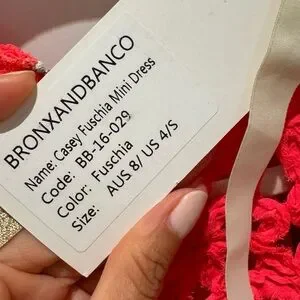 BRONXANDBANCO
Name: Casey Fuschia Mini Dress
Code: BB-16-029
Color: Fuschia
Size: AUS 8/ US 4/S